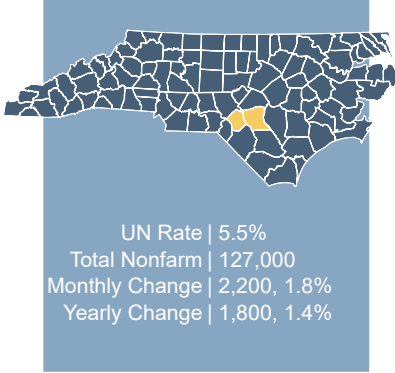 UN Rate | 5.5%
Total Nonfarm | 127,000
Monthly Change | 2,200, 1.8%
Yearly Change | 1,800, 1.4%